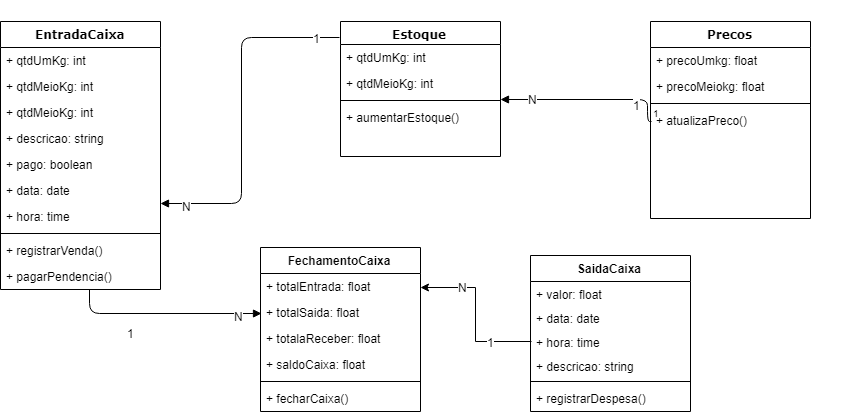 EntradaCaixa
+ qtdUmKg: int
+ qtdMeioKg: int
+ qtdMeioKg: int
+ descricao: string
+ pago: boolean
+ data: date
+ hora: time
+ registrarVenda()
+ pagarPendencia()
1
N
Estoque
+ qtdUmKg: int
+ qtdMeioKg: int
+ aumentarEstoque()
N
1
1
Precos
+ precoUmkg: float
+ precoMeiokg: float
+ atualizaPreco()
1
N
FechamentoCaixa
+ totalEntrada: float
+ totalSaida: float
+ totalaReceber: float
+ saldoCaixa: float
+ fecharCaixa()
N
1
SaidaCaixa
+ valor: float
+ data: date
+ hora: time
+ descricao: string
+ registrarDespesa()